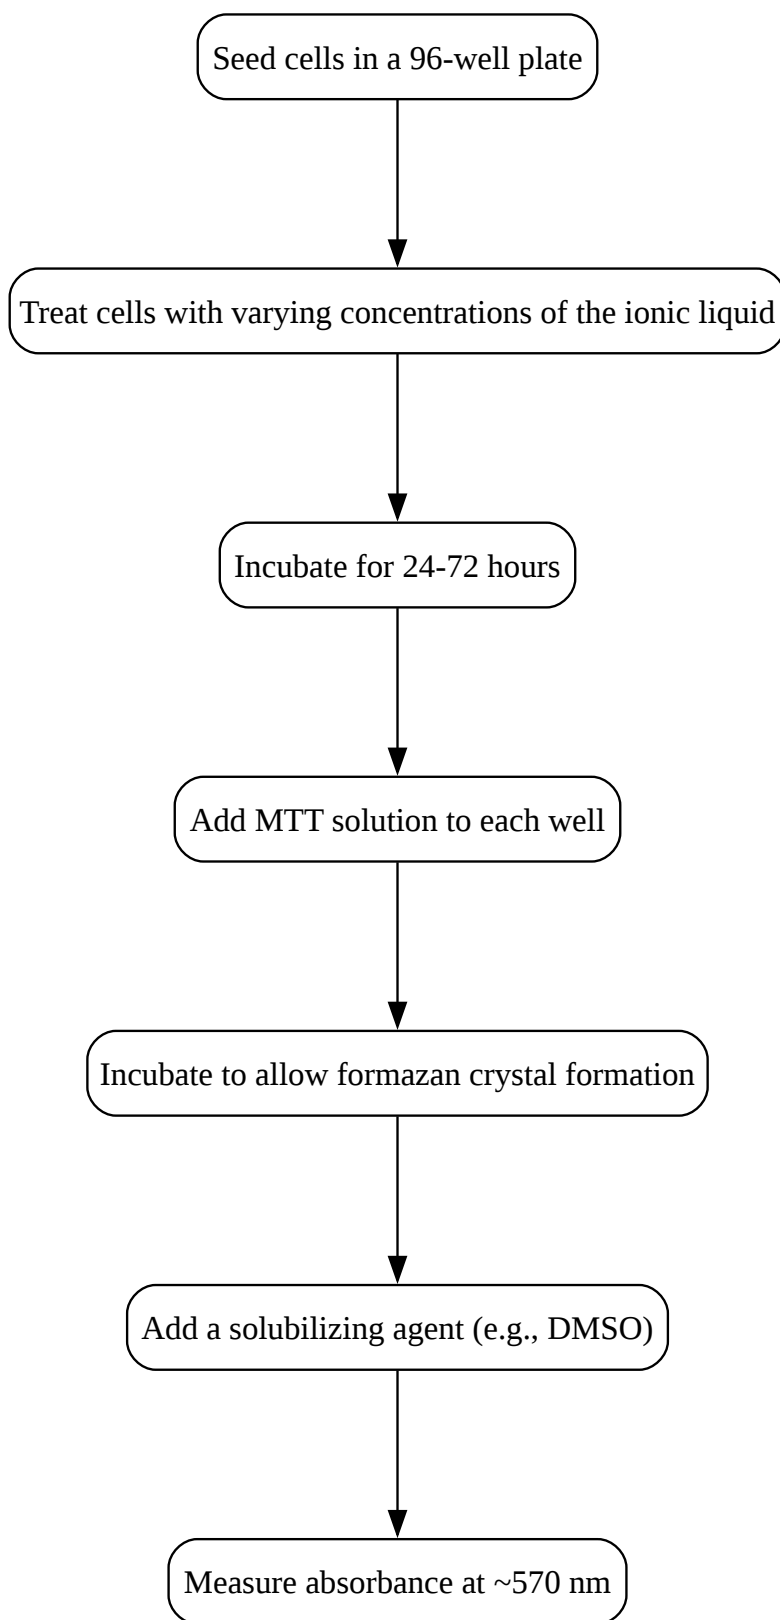 Seed cells in a 96-well plate
Treat cells with varying concentrations of the ionic liquid
Incubate for 24-72 hours
Add MTT solution to each well
Incubate to allow formazan crystal formation
Add a solubilizing agent (e.g., DMSO)
Measure absorbance at ~570 nm